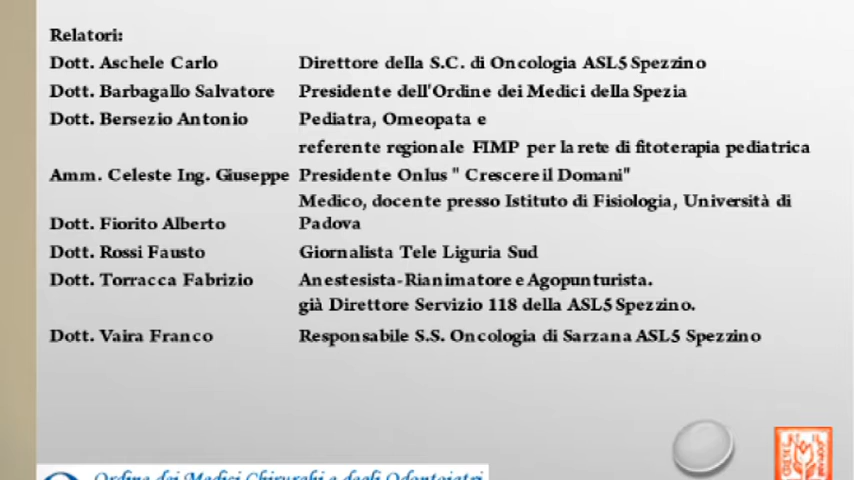 Relatori:
Dott. Aschele Carlo Direttore della S.C. di Oncologia ASL5 Spezzino
Dott. Barbagallo Salvatore Presidente dell'Ordine dei Medici della Spezia
Dott. Bersezio Antonio Pediatra, Omeopata e
referente regionale FIMP per la rete di fitoterapia pediatrica
Amm. Celeste Ing. Giuseppe Presidente Onlus " Crescere il Domani"
Medico, docente presso Istituto di Fisiologia, Università di
Dott. Fiorito Alberto Padova
Dott. Rossi Fausto Giornalista Tele Liguria Sud
Dott. Torracca Fabrizio Anestesista-Rianimatore e Agopunturista.
già Direttore Servizio 118 della ASL5 Spezzino.
Dott. Vaira Franco Responsabile S.S. Oncologia di Sarzana ASL5 Spezzino
Ordine dei Medici Chirurghi e degli Odontoiatri